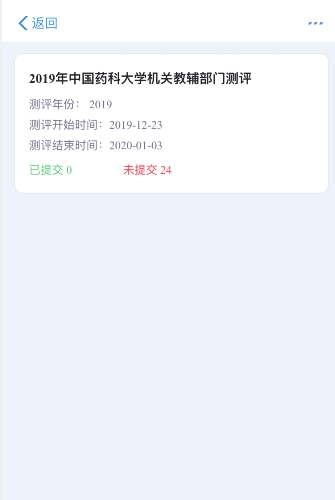 返回
2019年中国药科大学机关教辅部门测评
测评年份： 2019
测评开始时间：2019-12-23
测评结束时间：2020-01-03
已提交 0 未提交 24